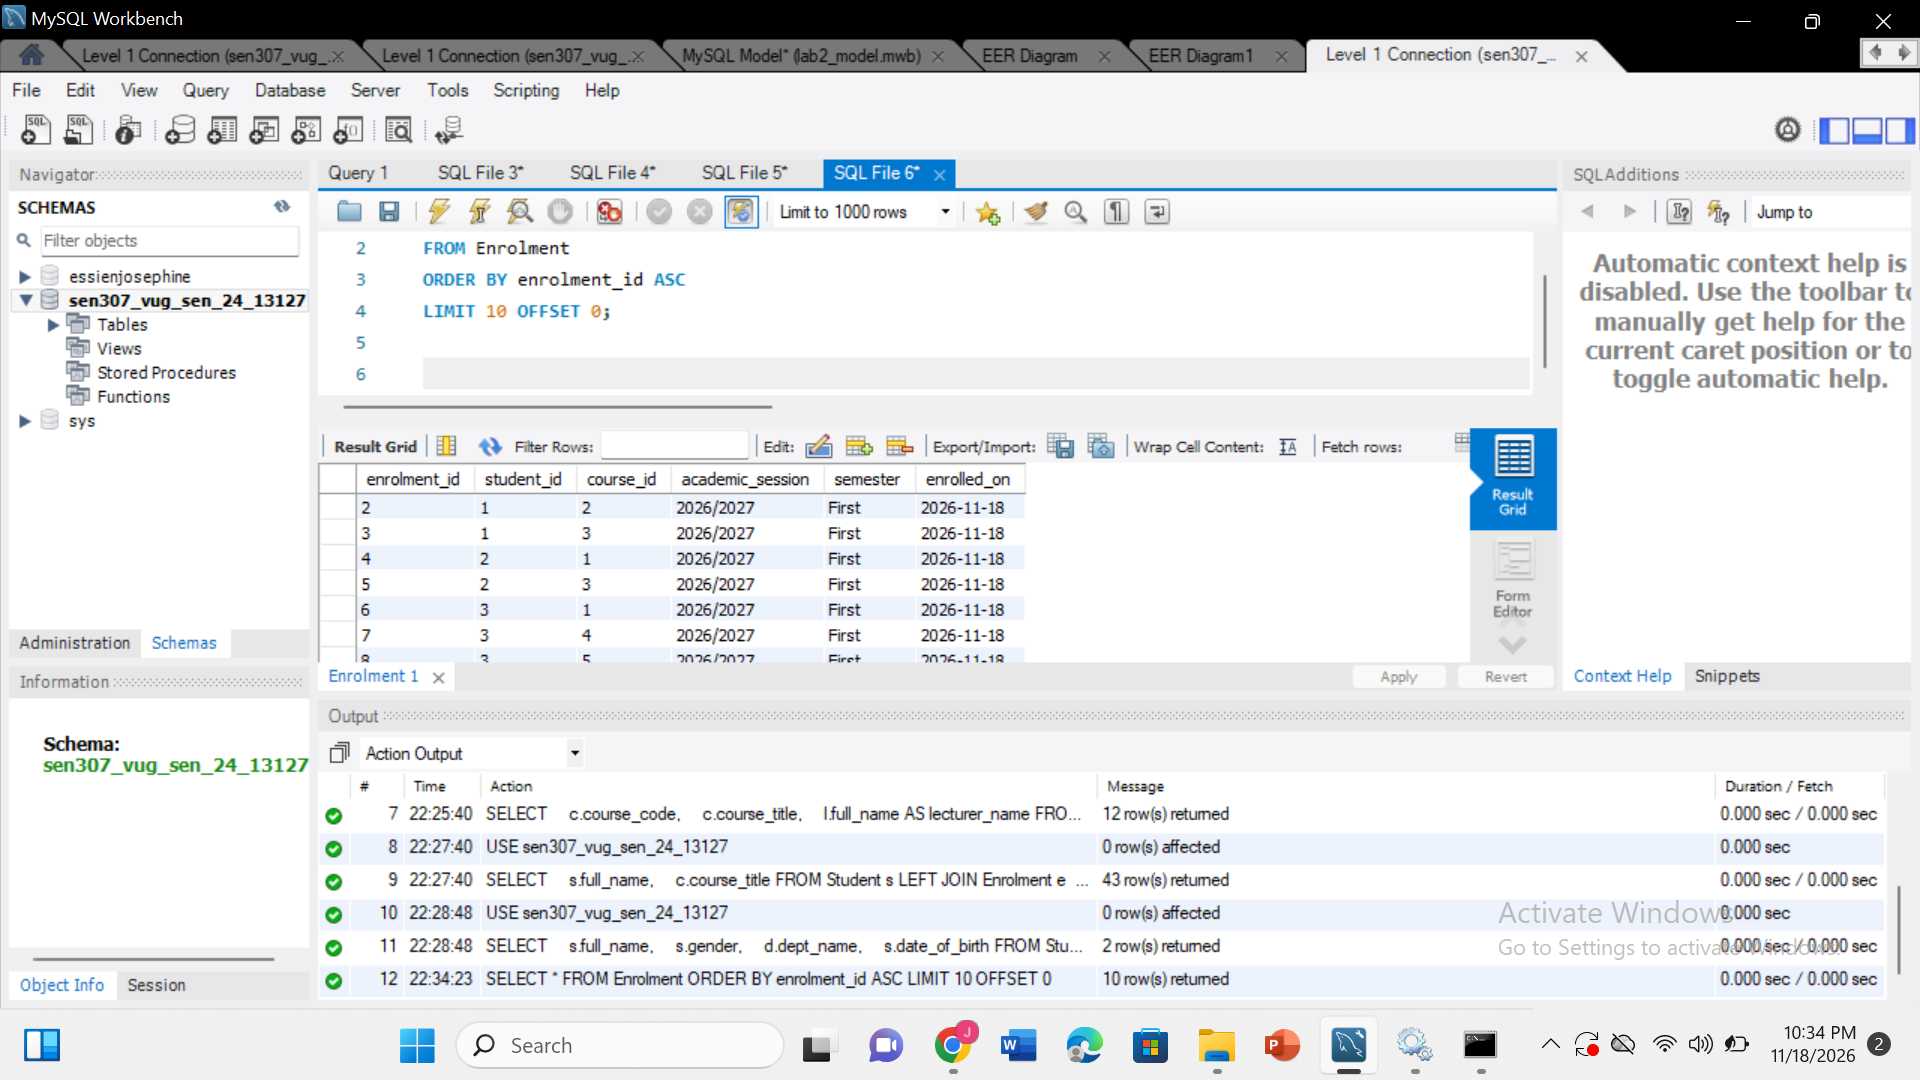 MySQL Workbench
Level 1 Connection (sen307_vug_...
Level 1 Connection (sen307_vug_...
MySQL Model* (lab2_model.mwb)
EER Diagram
EER Diagram1
Level 1 Connection (sen307_...
File Edit View Query Database Server Tools Scripting Help
Navigator
SCHEMAS
Filter objects
essienjosephine
sen307_vug_sen_24_13127
Tables
Views
Stored Procedures
Functions
sys
Administration Schemas
Information
Schema:
sen307_vug_sen_24_13127
Object Info Session
Query 1 SQL File 3* SQL File 4* SQL File 5* SQL File 6*
Limit to 1000 rows
2 FROM Enrolment
3 ORDER BY enrolment_id ASC
4 LIMIT 10 OFFSET 0;
5
6
Result Grid Filter Rows: Edit: Export/Import: Wrap Cell Content: Fetch rows:
enrolment_id student_id course_id academic_session semester enrolled_on
2 1 2 2026/2027 First 2026-11-18
3 1 3 2026/2027 First 2026-11-18
4 2 1 2026/2027 First 2026-11-18
5 2 3 2026/2027 First 2026-11-18
6 3 1 2026/2027 First 2026-11-18
7 3 4 2026/2027 First 2026-11-18
8 3 5 2026/2027 First 2026-11-18
Result
Grid
Form
Editor
Enrolment 1
Apply Revert
SQLAdditions
Jump to
Automatic context help is
disabled. Use the toolbar to
manually get help for the
current caret position or to
toggle automatic help.
Context Help Snippets
Output
Action Output
# Time Action Message Duration / Fetch
7 22:25:40 SELECT c.course_code, c.course_title, l.full_name AS lecturer_name FRO... 12 row(s) returned 0.000 sec / 0.000 sec
8 22:27:40 USE sen307_vug_sen_24_13127 0 row(s) affected 0.000 sec
9 22:27:40 SELECT s.full_name, c.course_title FROM Student s LEFT JOIN Enrolment e ... 43 row(s) returned 0.000 sec / 0.000 sec
10 22:28:48 USE sen307_vug_sen_24_13127 0 row(s) affected 0.000 sec
11 22:28:48 SELECT s.full_name, s.gender, d.dept_name, s.date_of_birth FROM Stu... 2 row(s) returned 0.000 sec / 0.000 sec
12 22:34:23 SELECT * FROM Enrolment ORDER BY enrolment_id ASC LIMIT 10 OFFSET 0 10 row(s) returned 0.000 sec / 0.000 sec
Activate Windows
Go to Settings to activate Windows.
Search
10:34 PM
11/18/2026
2